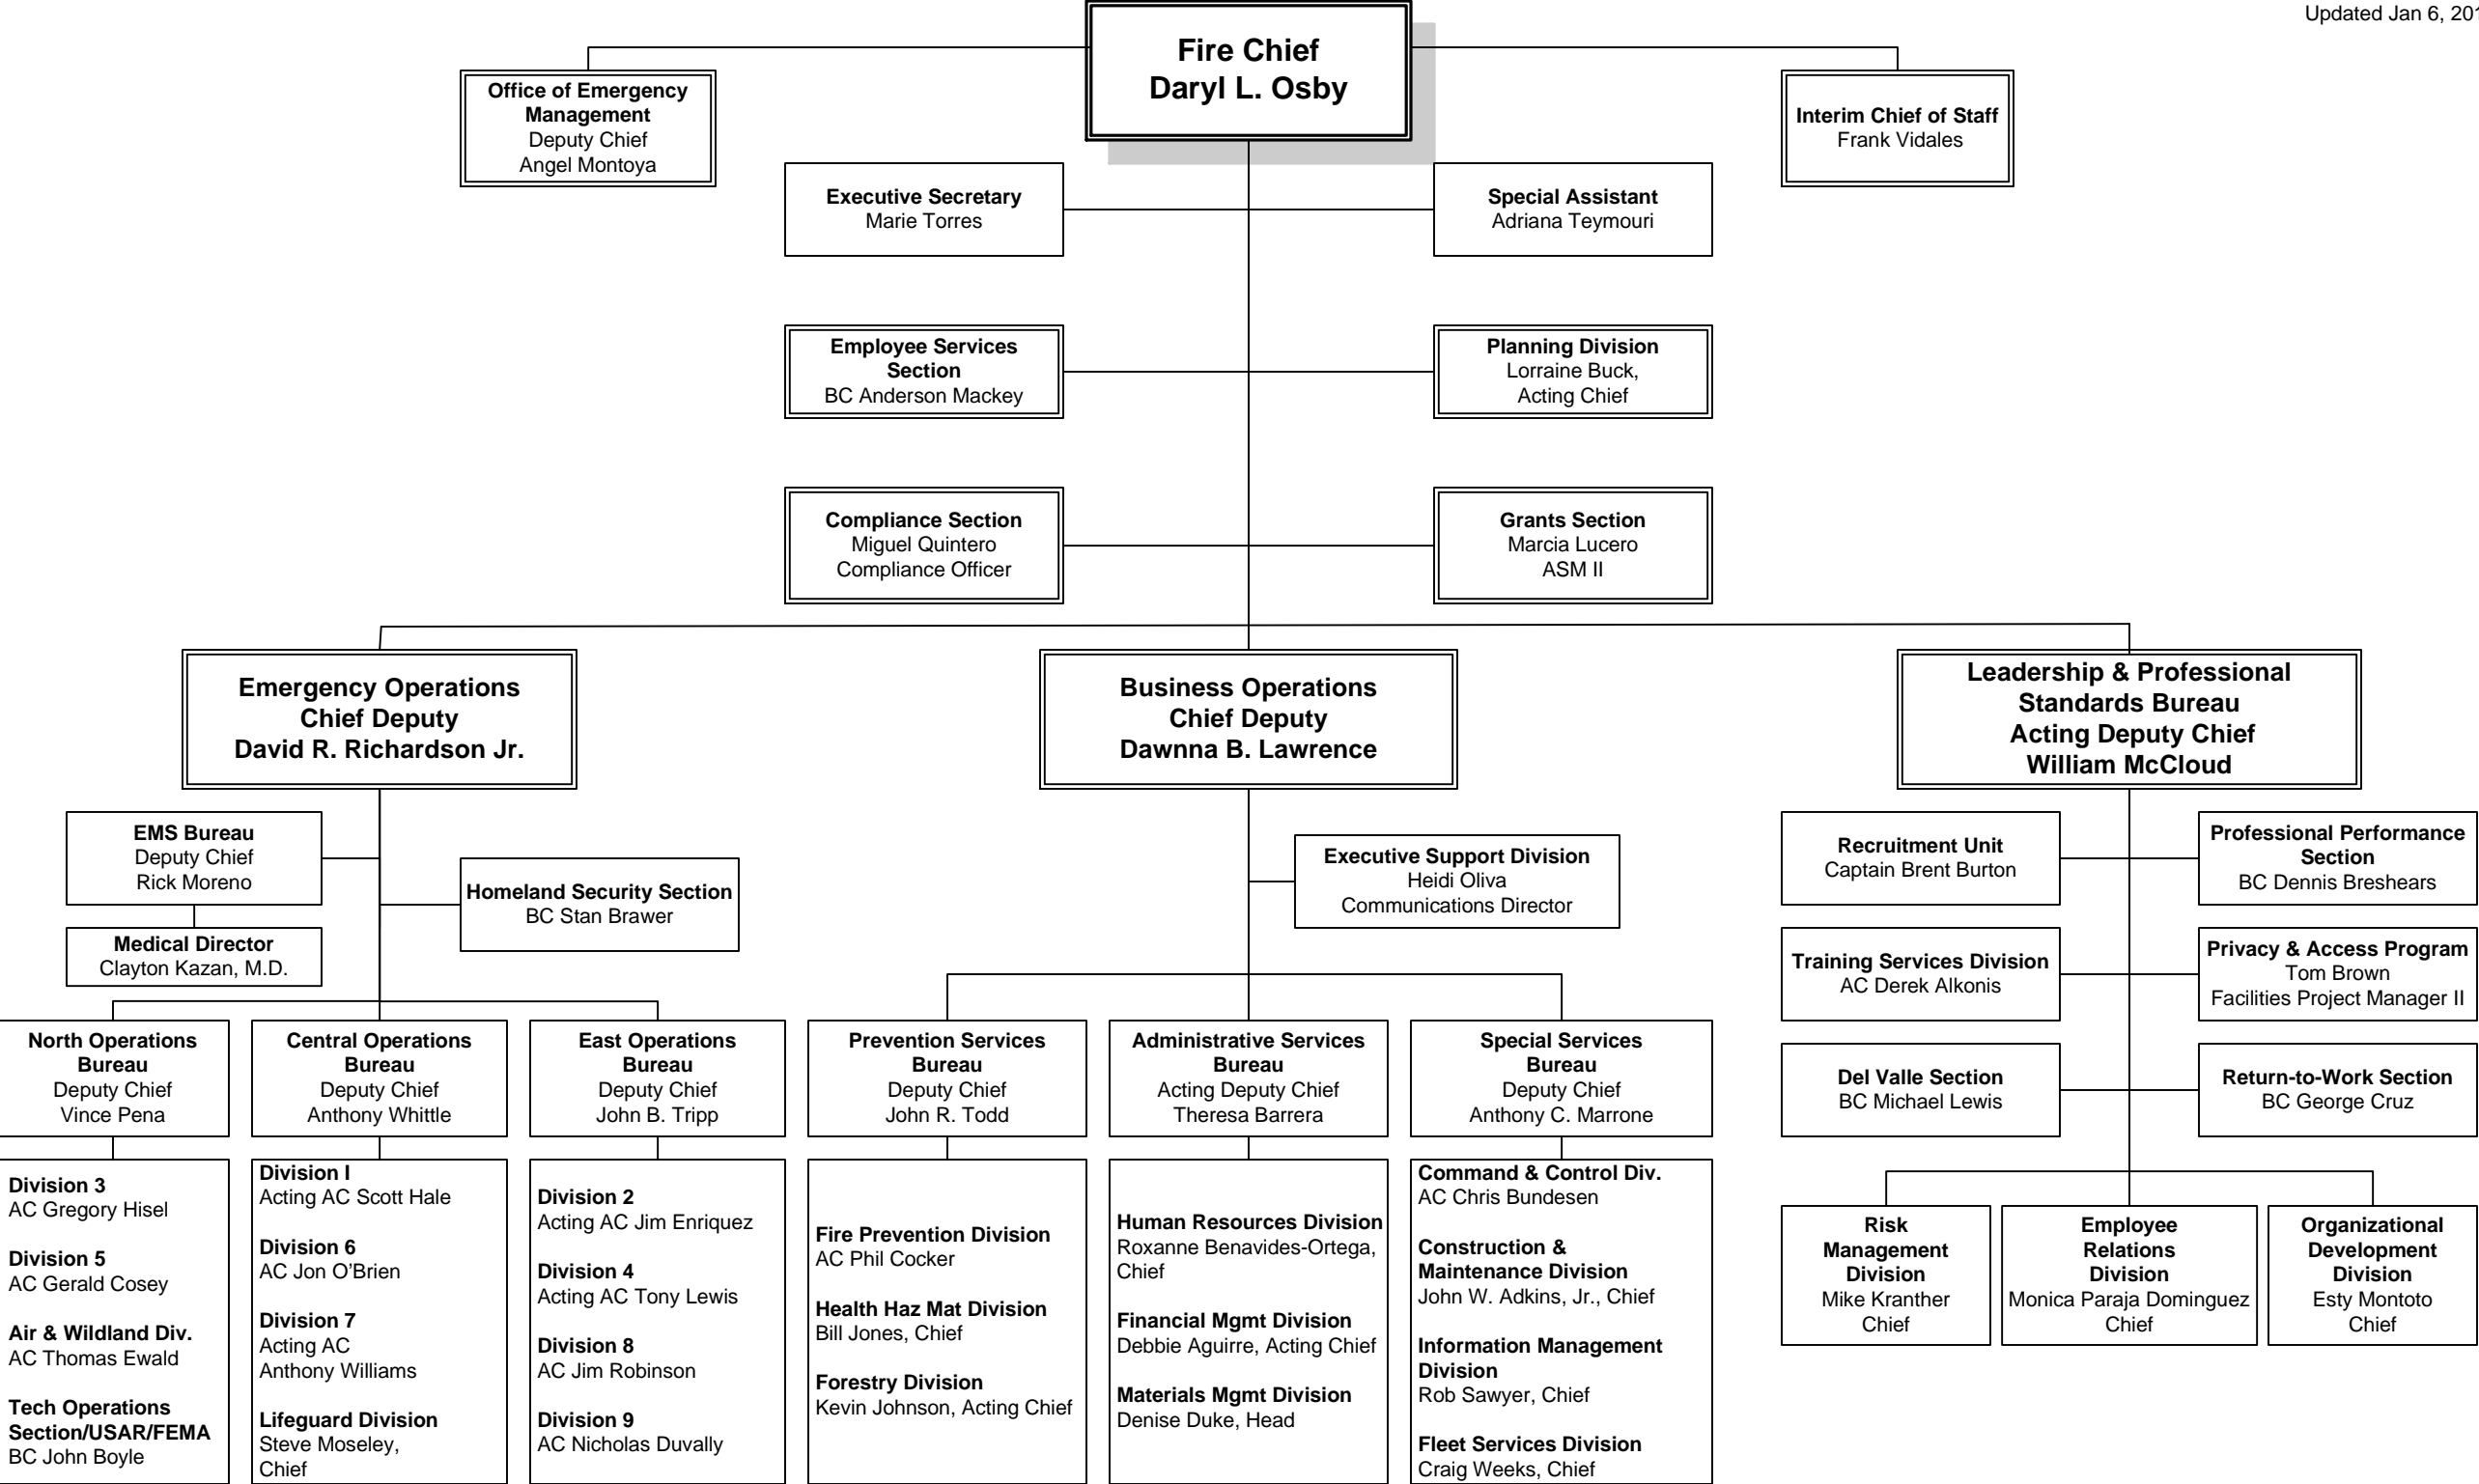 Updated Jan 6, 201
Fire Chief
Daryl L. Osby
Office of Emergency
Management
Deputy Chief
Angel Montoya
Interim Chief of Staff
Frank Vidales
Executive Secretary
Marie Torres
Special Assistant
Adriana Teymouri
Employee Services
Section
BC Anderson Mackey
Planning Division
Lorraine Buck,
Acting Chief
Compliance Section
Miguel Quintero
Compliance Officer
Grants Section
Marcia Lucero
ASM II
Emergency Operations
Chief Deputy
David R. Richardson Jr.
Business Operations
Chief Deputy
Dawnna B. Lawrence
Leadership & Professional
Standards Bureau
Acting Deputy Chief
William McCloud
EMS Bureau
Deputy Chief
Rick Moreno
Homeland Security Section
BC Stan Brawer
Medical Director
Clayton Kazan, M.D.
Executive Support Division
Heidi Oliva
Communications Director
Recruitment Unit
Captain Brent Burton
Professional Performance
Section
BC Dennis Breshears
Training Services Division
AC Derek Alkonis
Privacy & Access Program
Tom Brown
Facilities Project Manager II
Del Valle Section
BC Michael Lewis
Return-to-Work Section
BC George Cruz
North Operations
Bureau
Deputy Chief
Vince Pena
Central Operations
Bureau
Deputy Chief
Anthony Whittle
East Operations
Bureau
Deputy Chief
John B. Tripp
Prevention Services
Bureau
Deputy Chief
John R. Todd
Administrative Services
Bureau
Acting Deputy Chief
Theresa Barrera
Special Services
Bureau
Deputy Chief
Anthony C. Marrone
Division 3
AC Gregory Hisel
Division 5
AC Gerald Cosey
Air & Wildland Div.
AC Thomas Ewald
Tech Operations
Section/USAR/FEMA
BC John Boyle
Division I
Acting AC Scott Hale
Division 6
AC Jon O’Brien
Division 7
Acting AC
Anthony Williams
Lifeguard Division
Steve Moseley,
Chief
Division 2
Acting AC Jim Enriquez
Division 4
Acting AC Tony Lewis
Division 8
AC Jim Robinson
Division 9
AC Nicholas Duvally
Fire Prevention Division
AC Phil Cocker
Health Haz Mat Division
Bill Jones, Chief
Forestry Division
Kevin Johnson, Acting Chief
Human Resources Division
Roxanne Benavides-Ortega,
Chief
Financial Mgmt Division
Debbie Aguirre, Acting Chief
Materials Mgmt Division
Denise Duke, Head
Command & Control Div.
AC Chris Bundesen
Construction &
Maintenance Division
John W. Adkins, Jr., Chief
Information Management
Division
Rob Sawyer, Chief
Fleet Services Division
Craig Weeks, Chief
Risk
Management
Division
Mike Kranther
Chief
Employee
Relations
Division
Monica Paraja Dominguez
Chief
Organizational
Development
Division
Esty Montoto
Chief